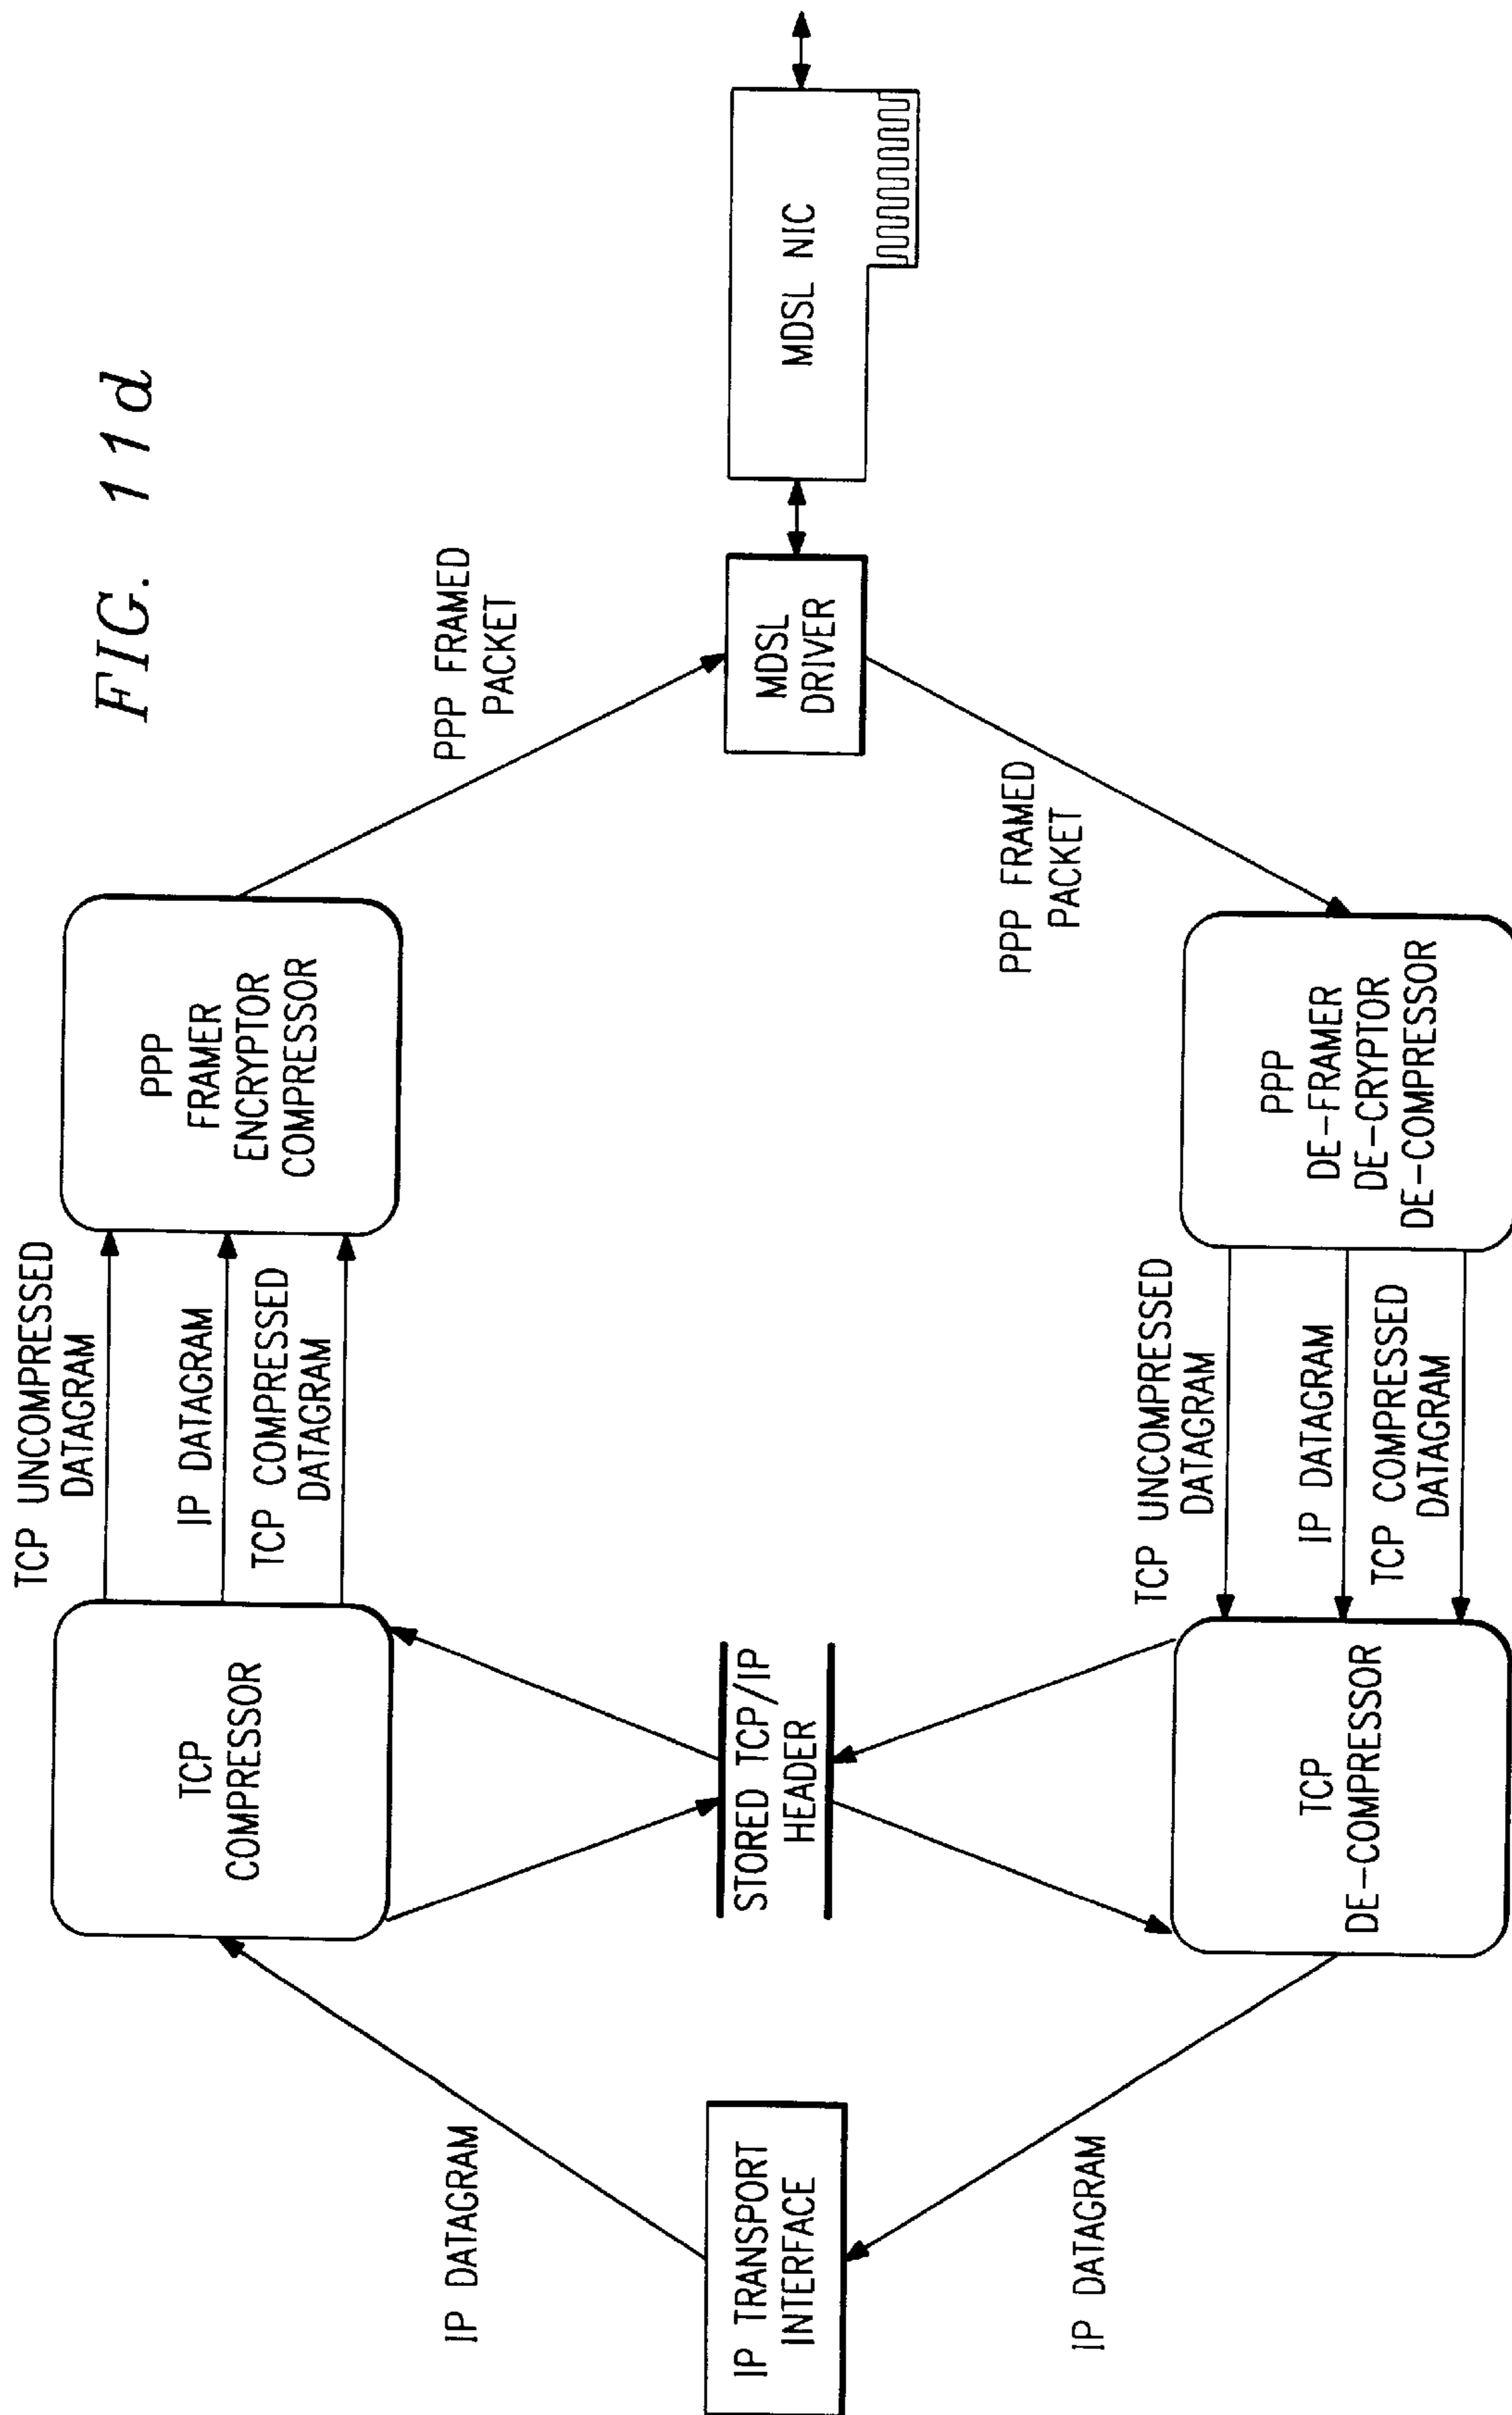 FIG. 11d
IP TRANSPORT
INTERFACE
IP DATAGRAM
IP DATAGRAM
TCP
COMPRESSOR
STORED TCP/IP
HEADER
TCP
DE-COMPRESSOR
TCP UNCOMPRESSED
DATAGRAM
IP DATAGRAM
TCP COMPRESSED
DATAGRAM
TCP UNCOMPRESSED
DATAGRAM
IP DATAGRAM
TCP COMPRESSED
DATAGRAM
PPP
FRAMER
ENCRYPTOR
COMPRESSOR
PPP
DE-FRAMER
DE-CRYPTOR
DE-COMPRESSOR
PPP FRAMED
PACKET
PPP FRAMED
PACKET
MDSL
DRIVER
MDSL NIC